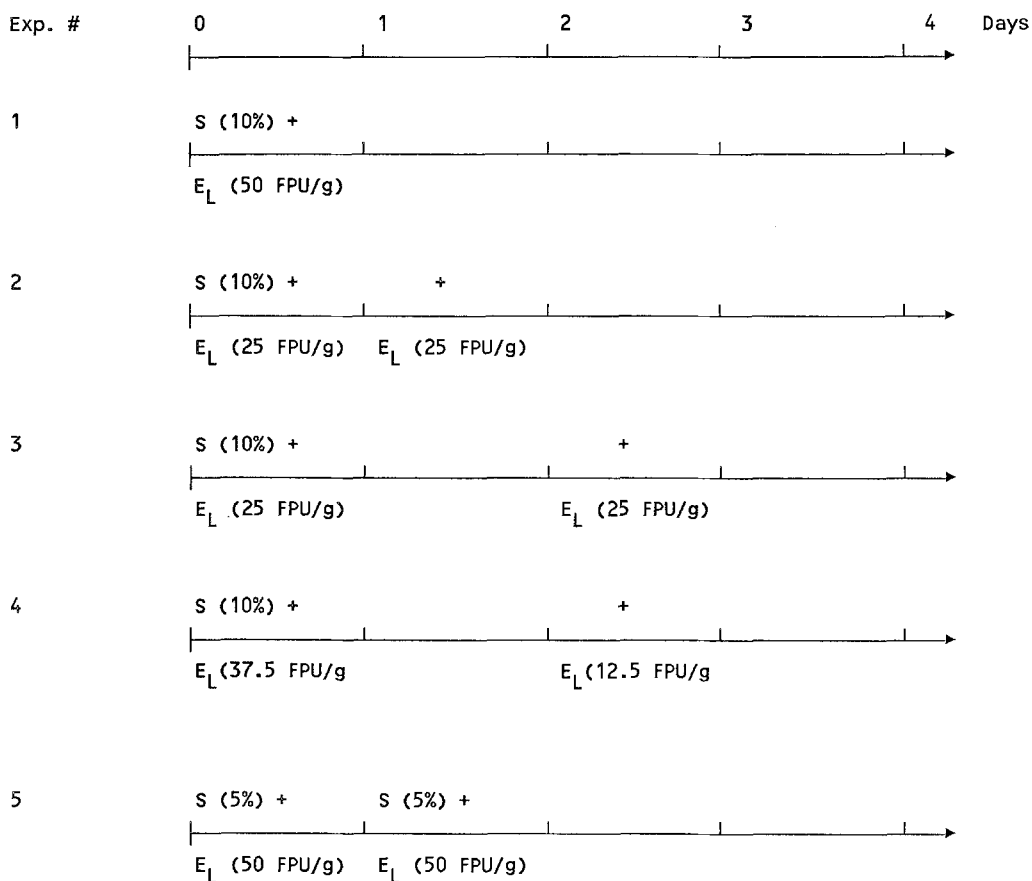 Exp. # 0 1 2 3 4 Days
1 S (10%) +
E_L (50 FPU/g)
2 S (10%) + +
E_L (25 FPU/g) E_L (25 FPU/g)
3 S (10%) + +
E_L (25 FPU/g) E_L (25 FPU/g)
4 S (10%) + +
E_L (37.5 FPU/g E_L (12.5 FPU/g
5 S (5%) + S (5%) +
E_L (50 FPU/g) E_L (50 FPU/g)